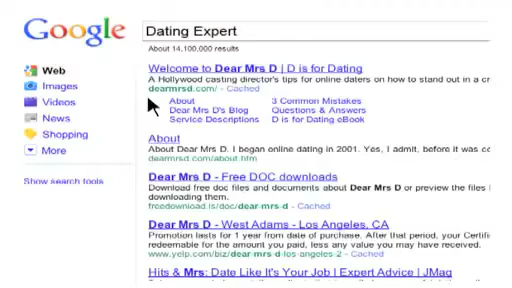 Google
Dating Expert
About 14,100,000 results
Web
Images
Videos
News
Shopping
More
Show search tools
Welcome to Dear Mrs D | D is for Dating
A Hollywood casting director's tips for online daters on how to stand out in a
dearmrsd.com/ - Cached
About 3 Common Mistakes
Dear Mrs D's Blog Questions & Answers
Service Descriptions D is for Dating eBook
About
About Dear Mrs D. I began online dating in 2001. Yes, I admit, before it was
dearmrsd.com/about.htm
Dear Mrs D - Free DOC downloads
Download free doc files and documents about Dear Mrs D or preview the files
downloading them.
freedownload.is/doc/dear-mrs-d - Cached
Dear Mrs D - West Adams - Los Angeles, CA
Promotion lasts for 1 year from date of purchase. After that period, your
redeemable for the amount you paid, less any value you may have received.
www.yelp.com/biz/dear-mrs-d-los-angeles-2 - Cached
Hits & Mrs: Date Like It's Your Job | Expert Advice | JMag